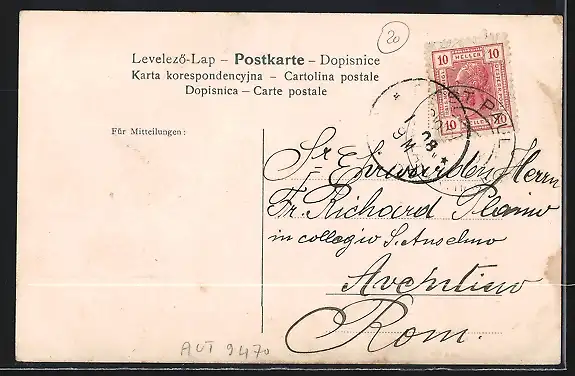 20
Levelező-Lap – Postkarte – Dopisnice
Karta korespondencyjna – Cartolina postale
Dopisnica – Carte postale
10 HELLER 10
10 10
Für Mitteilungen:
Sr. Ehrwürden Herrn
Fr. Richard
in collegio S. Anselmo
Aventino
Rom.
AUT 9470